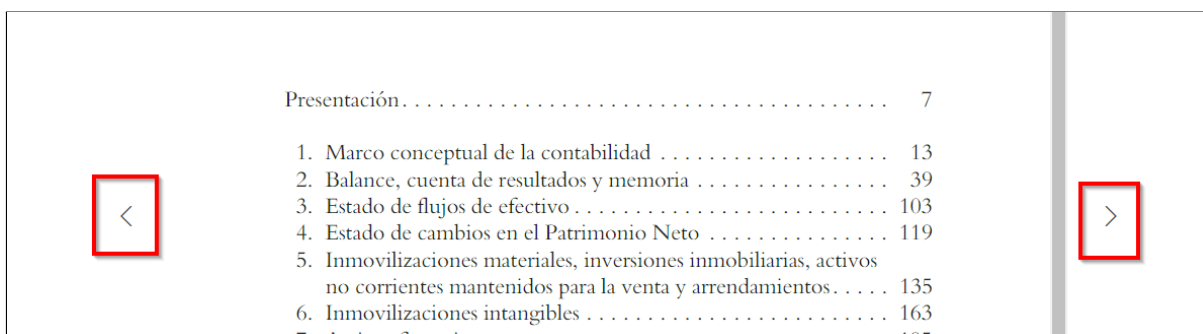 Presentación. . . . . . . . . . . . . . . . . . . . . . . . . . . . . . . . . . . . . . . . 7
1. Marco conceptual de la contabilidad . . . . . . . . . . . . . . . . . . . 13
2. Balance, cuenta de resultados y memoria . . . . . . . . . . . . . . . . 39
3. Estado de flujos de efectivo . . . . . . . . . . . . . . . . . . . . . . . . . . 103
4. Estado de cambios en el Patrimonio Neto . . . . . . . . . . . . . . . 119
5. Inmovilizaciones materiales, inversiones inmobiliarias, activos
no corrientes mantenidos para la venta y arrendamientos. . . . . 135
6. Inmovilizaciones intangibles . . . . . . . . . . . . . . . . . . . . . . . . . 163